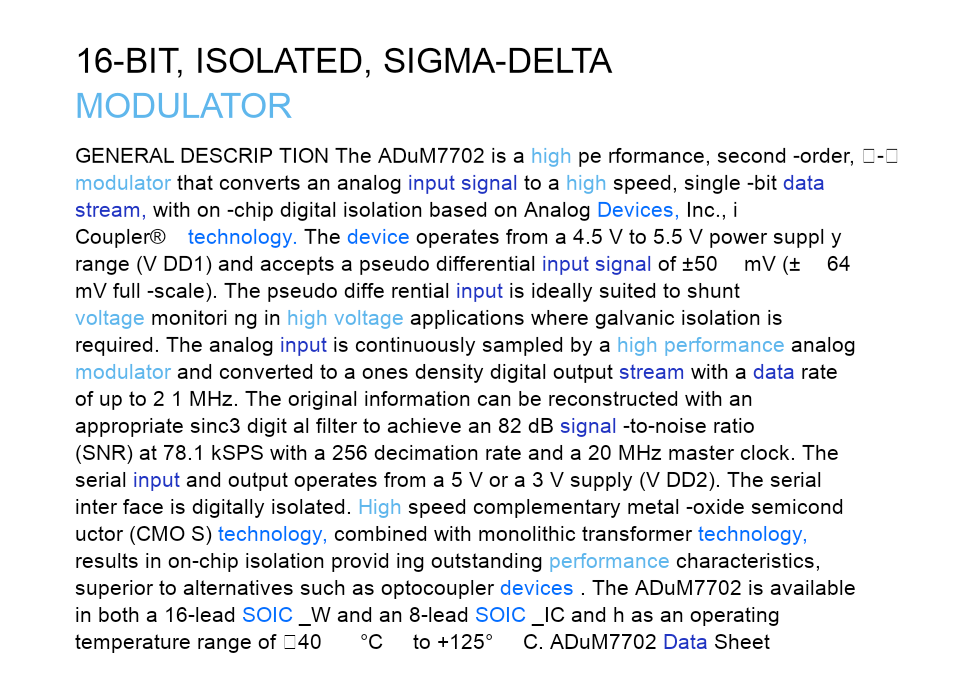 16-BIT, ISOLATED, SIGMA-DELTA
MODULATOR
GENERAL DESCRIP TION The ADuM7702 is a high pe rformance, second -order, □-□
modulator that converts an analog input signal to a high speed, single -bit data
stream, with on -chip digital isolation based on Analog Devices, Inc., i
Coupler® technology. The device operates from a 4.5 V to 5.5 V power suppl y
range (V DD1) and accepts a pseudo differential input signal of ±50 mV (± 64
mV full -scale). The pseudo diffe rential input is ideally suited to shunt
voltage monitori ng in high voltage applications where galvanic isolation is
required. The analog input is continuously sampled by a high performance analog
modulator and converted to a ones density digital output stream with a data rate
of up to 2 1 MHz. The original information can be reconstructed with an
appropriate sinc3 digit al filter to achieve an 82 dB signal -to-noise ratio
(SNR) at 78.1 kSPS with a 256 decimation rate and a 20 MHz master clock. The
serial input and output operates from a 5 V or a 3 V supply (V DD2). The serial
inter face is digitally isolated. High speed complementary metal -oxide semicond
uctor (CMO S) technology, combined with monolithic transformer technology,
results in on-chip isolation provid ing outstanding performance characteristics,
superior to alternatives such as optocoupler devices . The ADuM7702 is available
in both a 16-lead SOIC _W and an 8-lead SOIC _IC and h as an operating
temperature range of □40 °C to +125° C. ADuM7702 Data Sheet